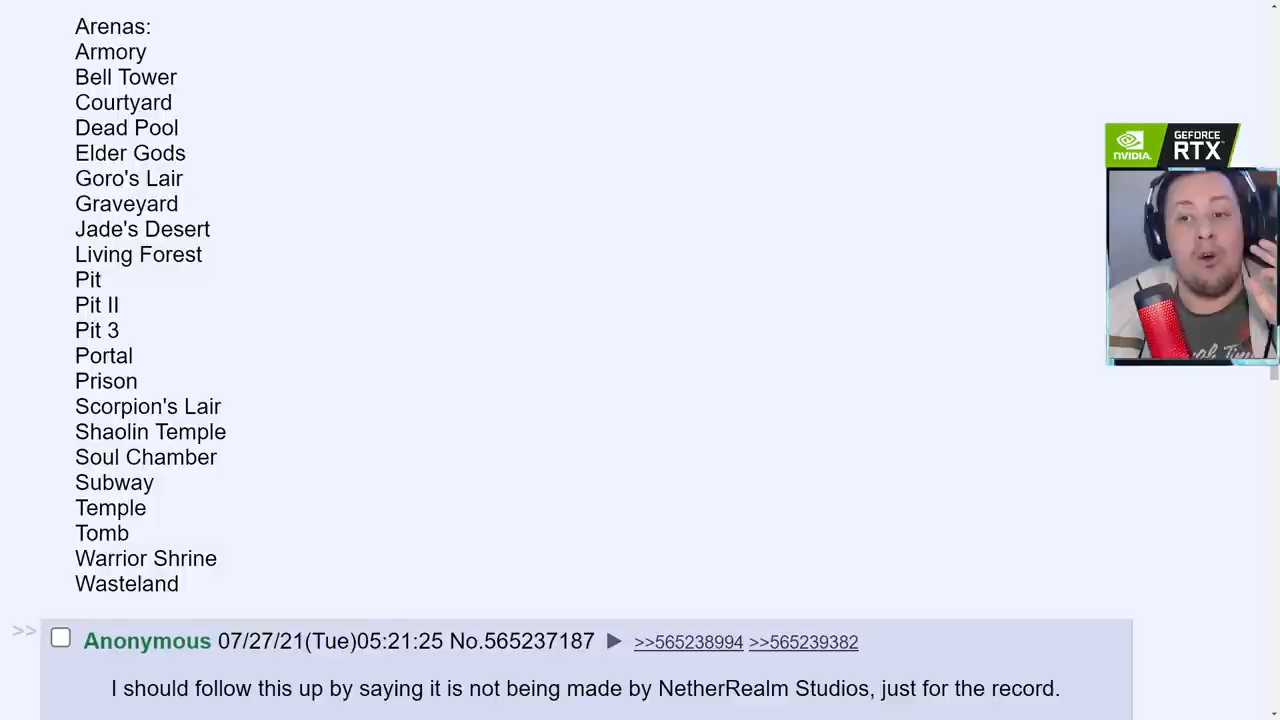 Arenas:
Armory
Bell Tower
Courtyard
Dead Pool
Elder Gods
Goro's Lair
Graveyard
Jade's Desert
Living Forest
Pit
Pit II
Pit 3
Portal
Prison
Scorpion's Lair
Shaolin Temple
Soul Chamber
Subway
Temple
Tomb
Warrior Shrine
Wasteland
NVIDIA. GEFORCE RTX
>> Anonymous 07/27/21(Tue)05:21:25 No.565237187 ▶ >>565238994 >>565239382
I should follow this up by saying it is not being made by NetherRealm Studios, just for the record.